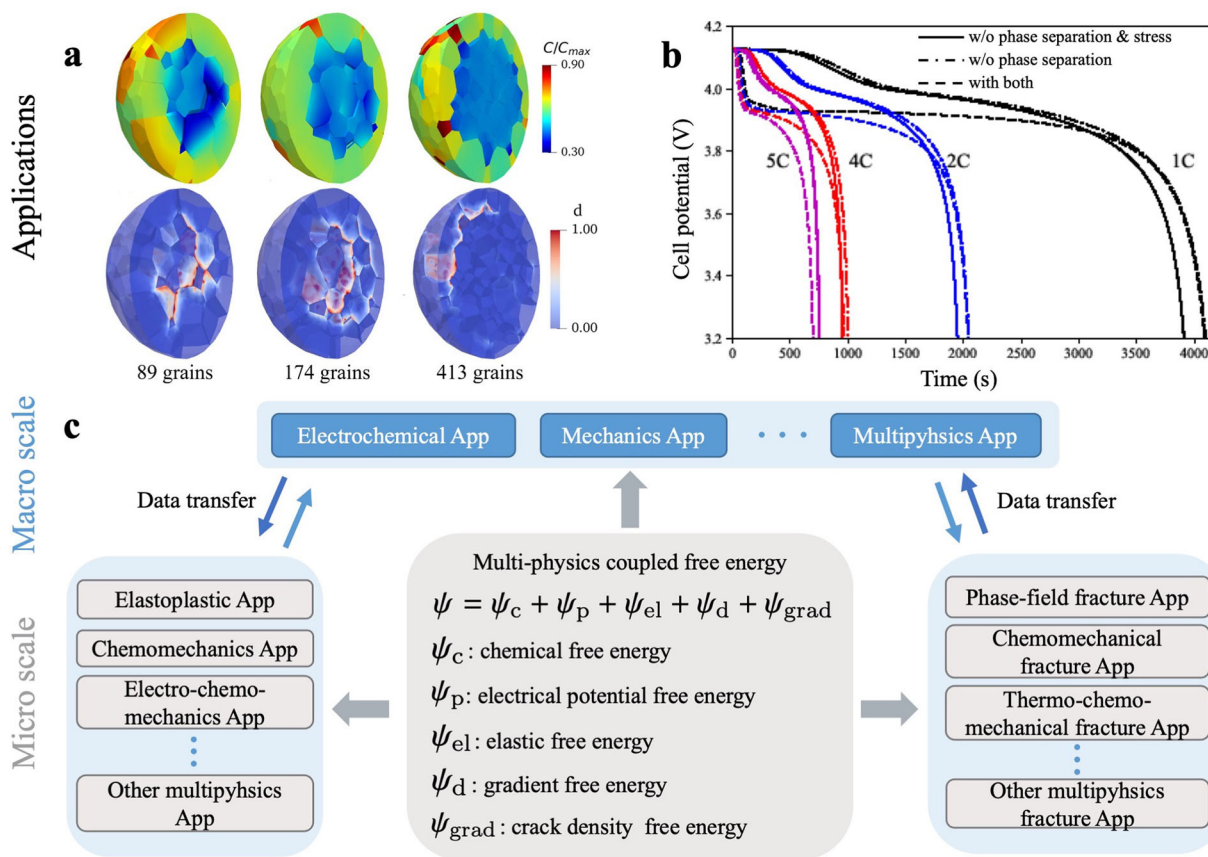 Applications
a
C/Cmax
0.90
0.30
d
1.00
0.00
89 grains
174 grains
413 grains
b
w/o phase separation & stress
w/o phase separation
with both
4.2
4.0
3.8
3.6
3.4
3.2
Cell potential (V)
5C
4C
2C
1C
0
500
1000
1500
2000
2500
3000
3500
4000
Time (s)
Macro scale
c
Electrochemical App
Mechanics App
Multipyhsics App
Data transfer
Data transfer
Micro scale
Elastoplastic App
Chemomechanics App
Electro-chemo-
mechanics App
Other multipyhsics
App
Multi-physics coupled free energy
ψ = ψc + ψp + ψel + ψd + ψgrad
ψc : chemical free energy
ψp: electrical potential free energy
ψel: elastic free energy
ψd : gradient free energy
ψgrad: crack density free energy
Phase-field fracture App
Chemomechanical
fracture App
Thermo-chemo-
mechanical fracture App
Other multipyhsics
fracture App